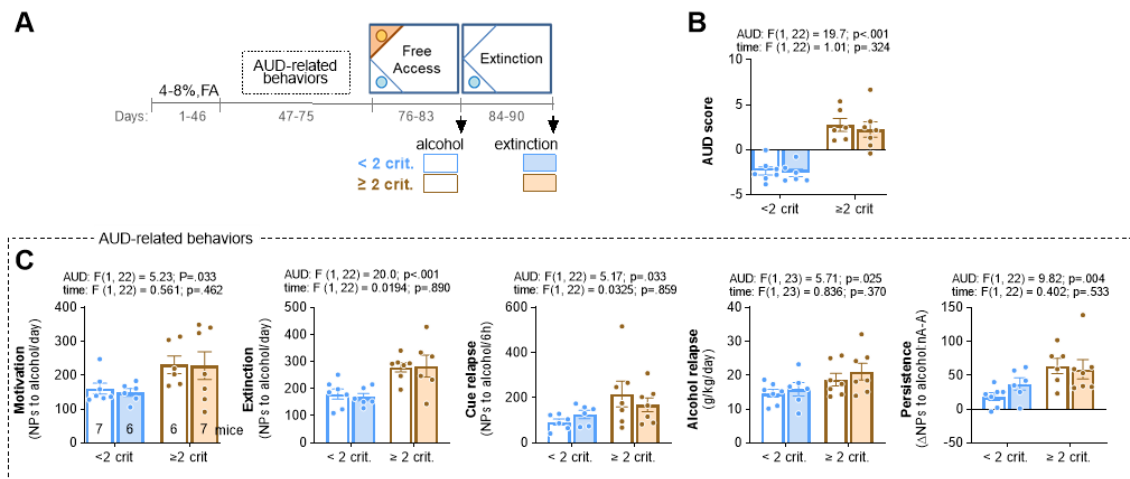 A
4-8%,FA
AUD-related
behaviors
Free
Access
Extinction
Days:
1-46
47-75
76-83
84-90
alcohol
extinction
< 2 crit.
≥ 2 crit.
B
AUD: F(1, 22) = 19.7; p<.001
time: F (1, 22) = 1.01; p=.324
AUD score
10
5
0
-5
<2 crit
≥2 crit
AUD-related behaviors
C
AUD: F(1, 22) = 5.23; P=.033
time: F (1, 22) = 0.561; p=.462
Motivation
(NPs to alcohol/day)
400
300
200
100
0
7
6
6
7 mice
<2 crit
≥2 crit
AUD: F (1, 22) = 20.0; p<.001
time: F (1, 22) = 0.0194; p=.890
Extinction
(NPs to alcohol/day)
500
400
300
200
100
0
< 2 crit.
≥ 2 crit.
AUD: F (1, 22) = 5.17; p=.033
time: F (1, 22) = 0.0325; p=.859
Cue relapse
(NPs to alcohol/6h)
600
400
200
0
< 2 crit.
≥ 2 crit.
AUD: F(1, 23) = 5.71; p=.025
time: F(1, 23) = 0.836; p=.370
Alcohol relapse
(g/kg/day)
40
30
20
10
0
< 2 crit.
≥ 2 crit.
AUD: F(1, 22) = 9.82; p=.004
time: F(1, 22) = 0.402; p=.533
Persistence
(ΔNPs to alcohol nA-A)
150
100
50
0
-50
< 2 crit.
≥ 2 crit.